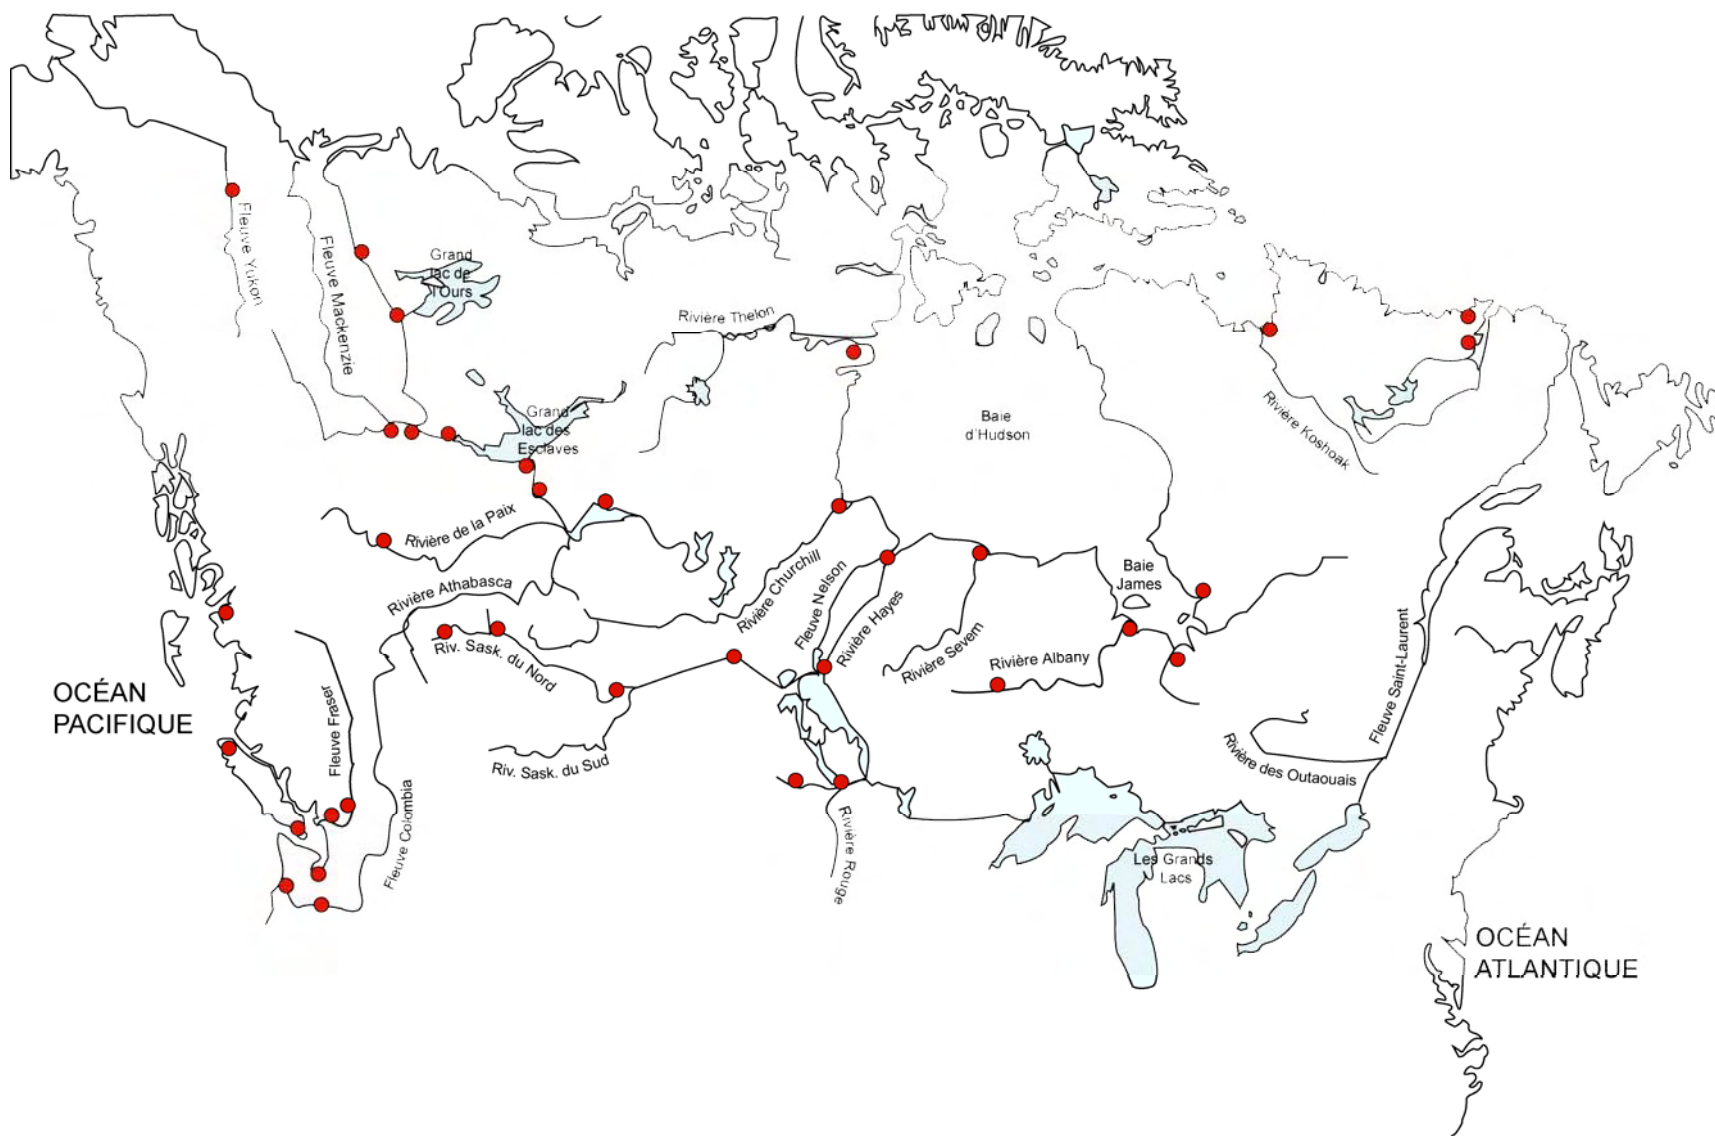 Fleuve Yukon
Fleuve Mackenzie
Grand
lac de
l'Ours
Rivière Thelon
Grand
lac des
Esclaves
Baie
d'Hudson
Rivière Koshoak
Rivière de la Paix
Rivière Athabasca
Rivière Churchill
Fleuve Nelson
Rivière Hayes
Baie
James
Riv. Sask. du Nord
Rivière Severn
Rivière Albany
OCÉAN
PACIFIQUE
Fleuve Fraser
Fleuve Saint-Laurent
Riv. Sask. du Sud
Rivière des Outaouais
Fleuve Colombia
Rivière Rouge
Les Grands
Lacs
OCÉAN
ATLANTIQUE